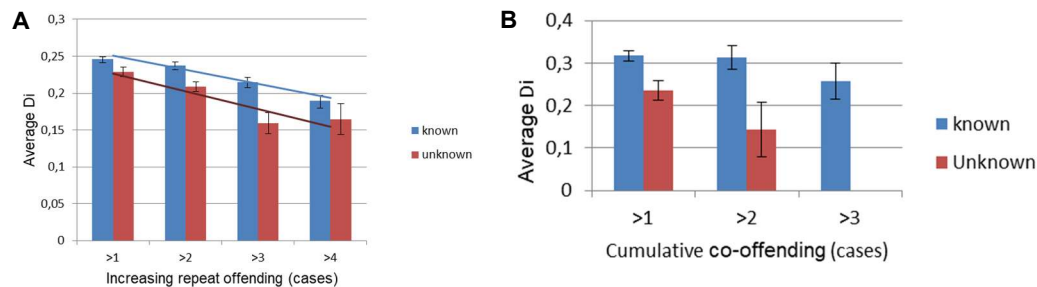 A
0,3
0,25
0,2
0,15
0,1
0,05
0
Average Di
>1 >2 >3 >4
Increasing repeat offending (cases)
known
unknown
B
0,4
0,3
0,2
0,1
0
Average Di
>1 >2 >3
Cumulative co-offending (cases)
known
Unknown